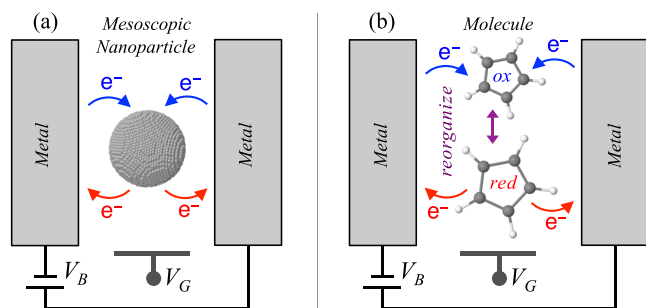 (a)
Mesoscopic
Nanoparticle
Metal
e⁻
e⁻
e⁻
e⁻
Metal
V_B
V_G
(b)
Molecule
Metal
e⁻
e⁻
ox
reorganize
red
e⁻
e⁻
Metal
V_B
V_G